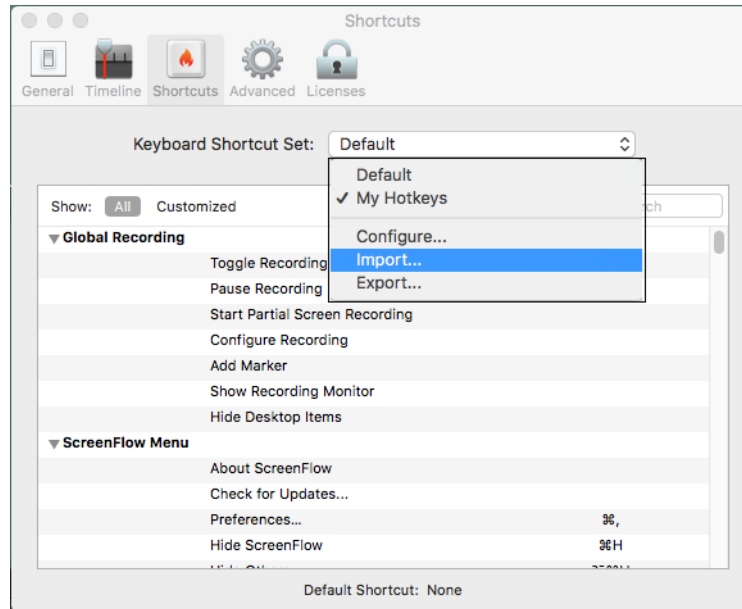 Shortcuts
General Timeline Shortcuts Advanced Licenses
Keyboard Shortcut Set: Default
Default
✓ My Hotkeys
Configure...
Import...
Export...
Show: All Customized
Global Recording
Toggle Recording
Pause Recording
Start Partial Screen Recording
Configure Recording
Add Marker
Show Recording Monitor
Hide Desktop Items
ScreenFlow Menu
About ScreenFlow
Check for Updates...
Preferences... ⌘,
Hide ScreenFlow ⌘H
Default Shortcut: None